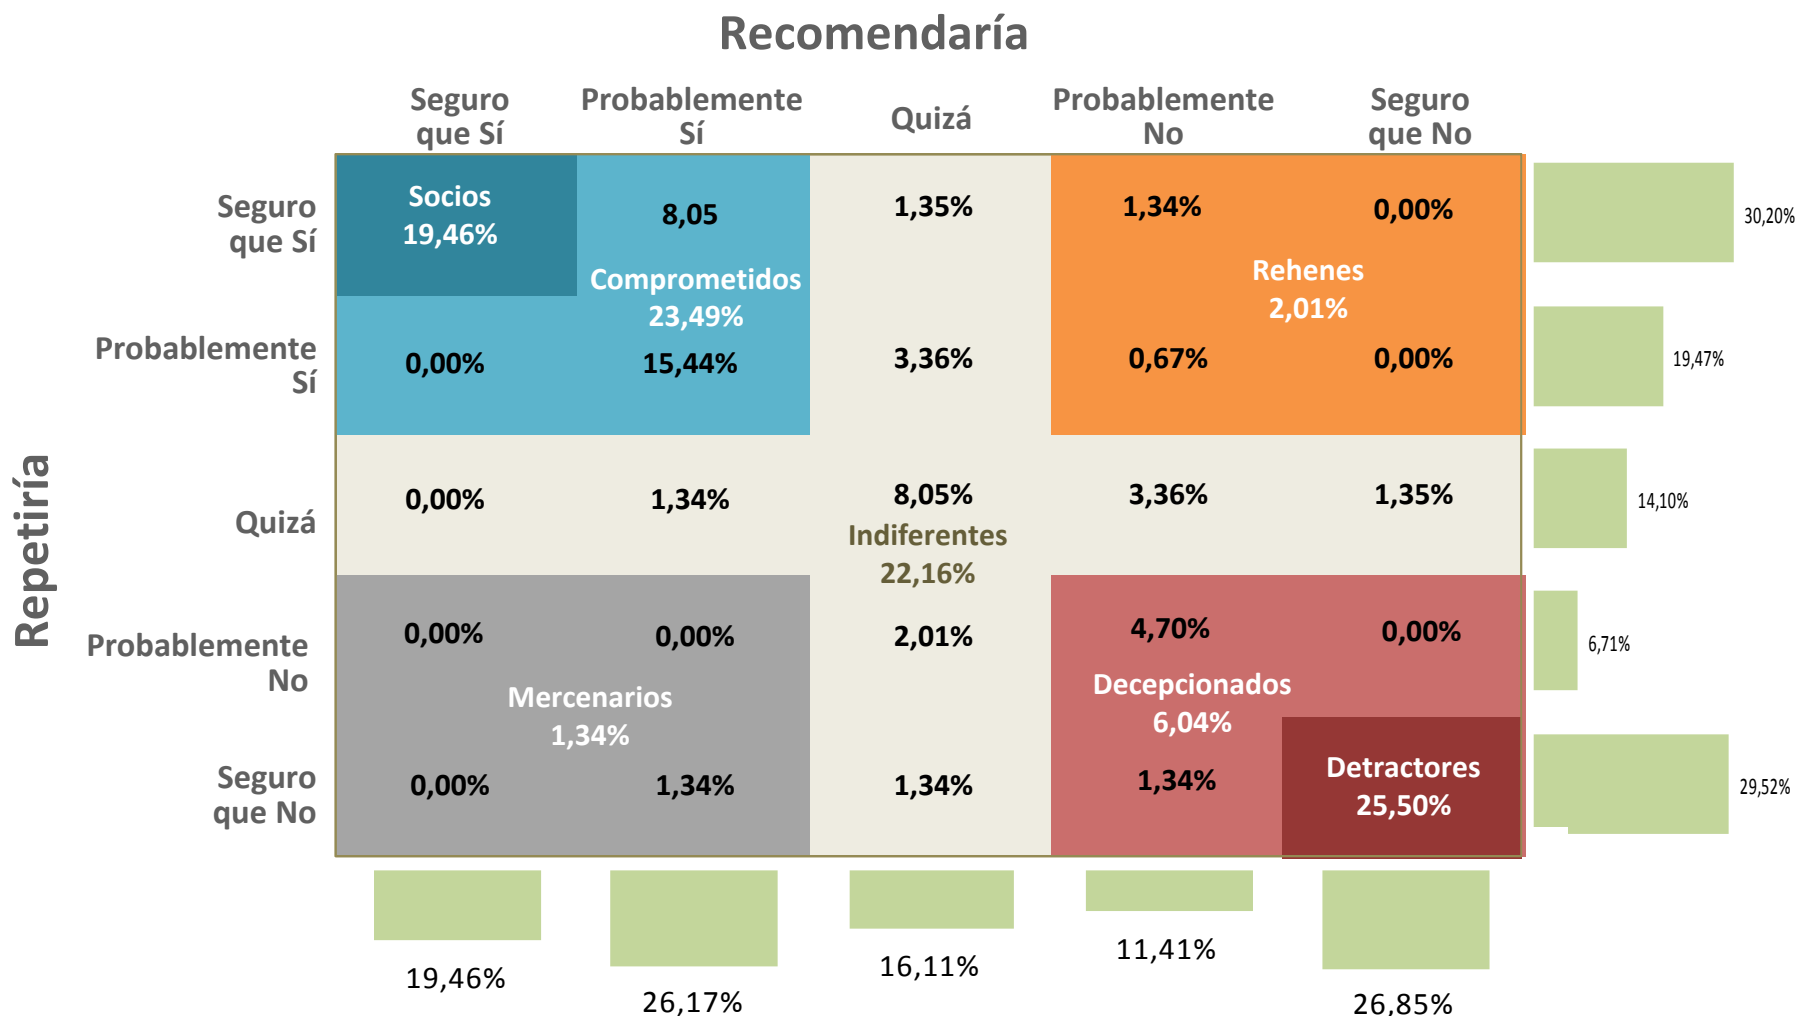 Recomendaría
Seguro
que Sí
Probablemente
Sí
Quizá
Probablemente
No
Seguro
que No
Repetiría
Seguro
que Sí
Socios
19,46%
8,05
1,35%
1,34%
0,00%
30,20%
Comprometidos
23,49%
Rehenes
2,01%
Probablemente
Sí
0,00%
15,44%
3,36%
0,67%
0,00%
19,47%
Quizá
0,00%
1,34%
8,05%
3,36%
1,35%
14,10%
Indiferentes
22,16%
Probablemente
No
0,00%
0,00%
2,01%
4,70%
0,00%
6,71%
Mercenarios
1,34%
Decepcionados
6,04%
Seguro
que No
0,00%
1,34%
1,34%
1,34%
Detractores
25,50%
29,52%
19,46%
26,17%
16,11%
11,41%
26,85%